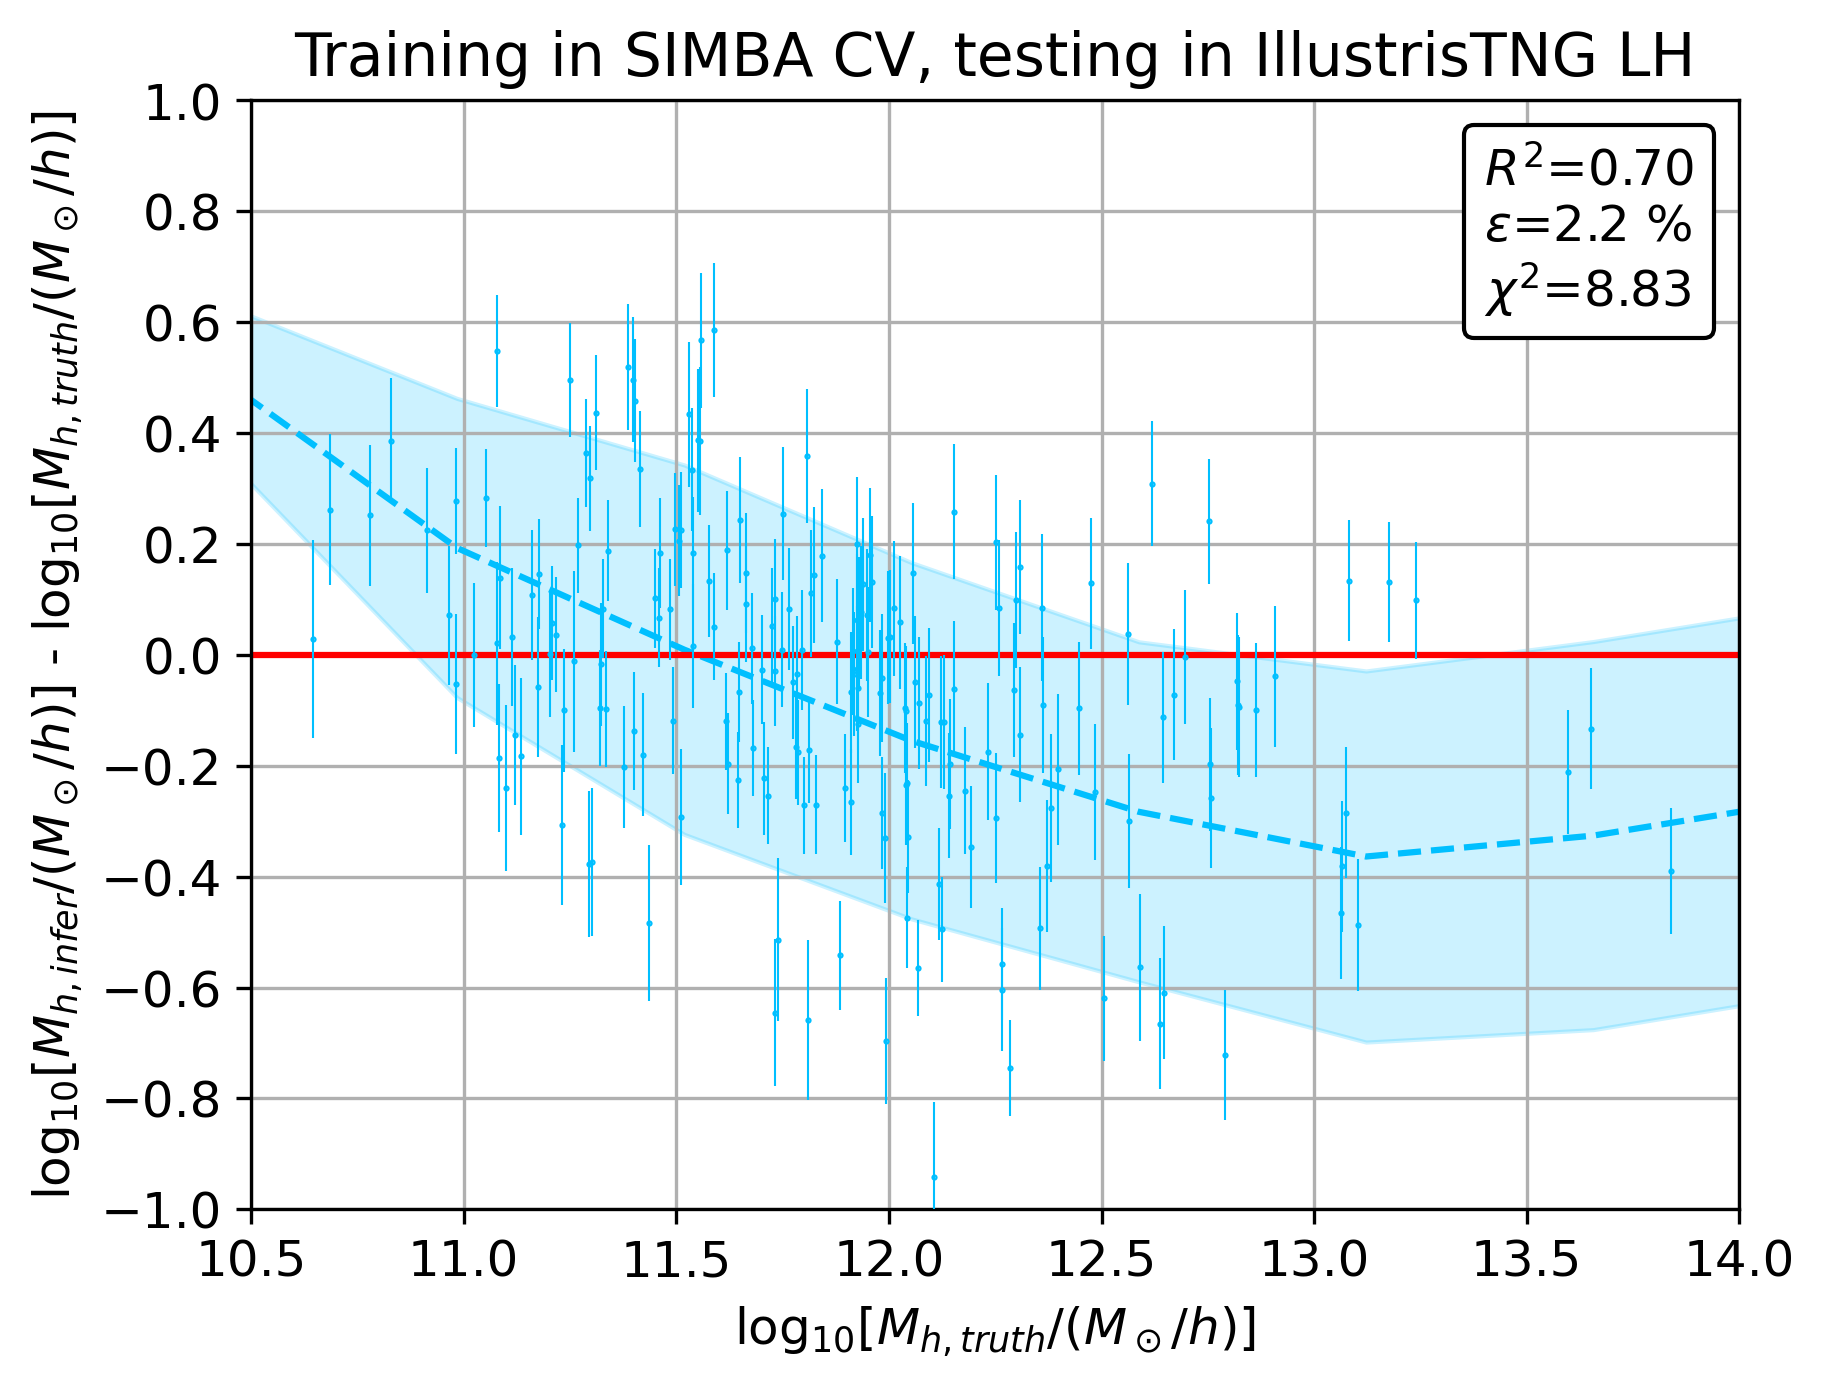 Training in SIMBA CV, testing in IllustrisTNG LH
log₁₀[M_{h,infer}/(M_⊙/h)] - log₁₀[M_{h,truth}/(M_⊙/h)]
1.0
0.8
0.6
0.4
0.2
0.0
−0.2
−0.4
−0.6
−0.8
−1.0
R²=0.70
ε=2.2 %
χ²=8.83
10.5 11.0 11.5 12.0 12.5 13.0 13.5 14.0
log₁₀[M_{h,truth}/(M_⊙/h)]